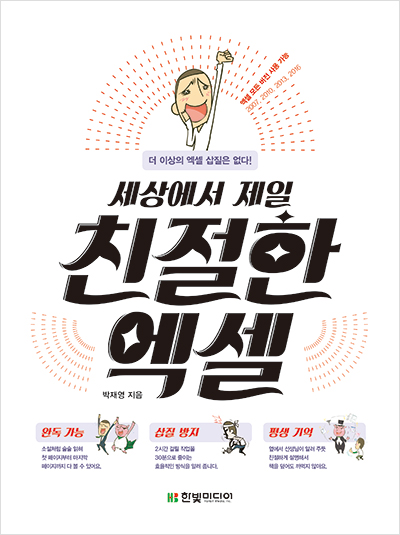 엑셀 모든 버전 사용 가능
2007, 2010, 2013, 2016
더 이상의 엑셀 삽질은 없다!
세상에서 제일
친절한
엑셀
박재영 지음
완독 가능
소설처럼 술술 읽혀
첫 페이지부터 마지막
페이지까지 다 볼 수 있어요.
삽질 방지
2시간 걸릴 작업을
30분으로 줄이는
효율적인 방식을 알려 줍니다.
평생 기억
옆에서 선생님이 알려 주듯
친절하게 설명해서
책을 덮어도 까먹지 않아요.
HB 한빛미디어